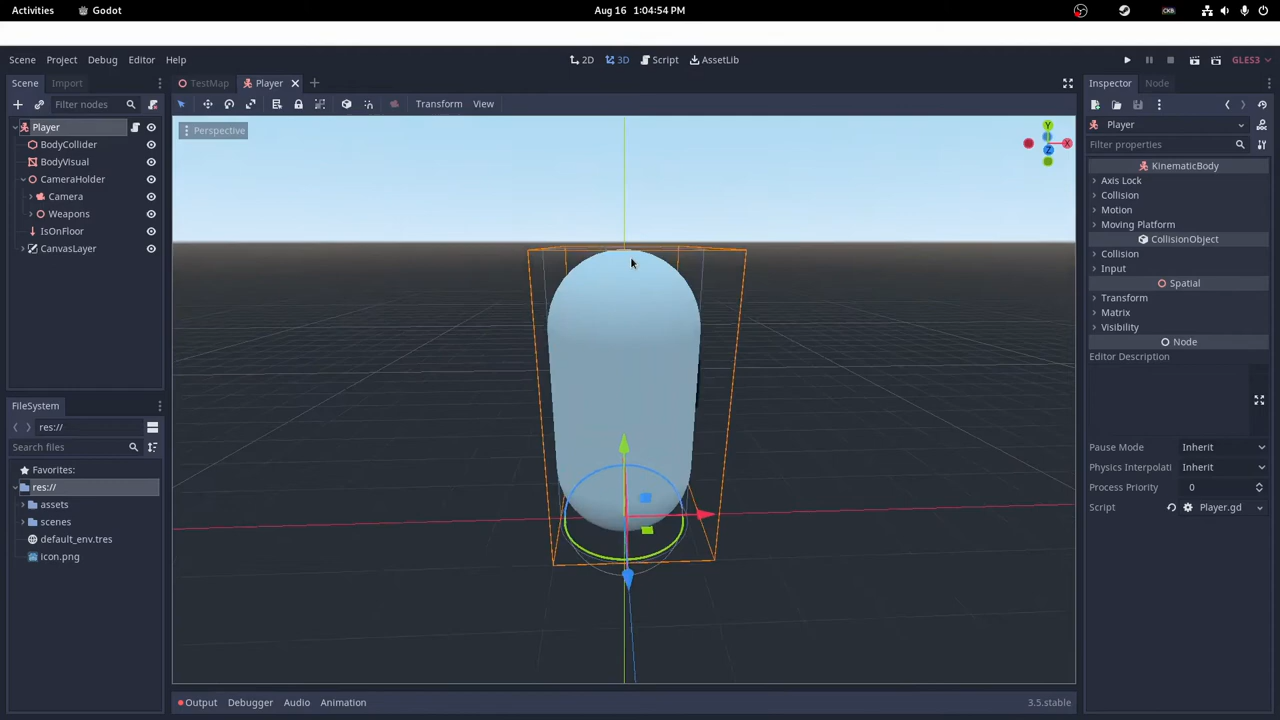 Activities Godot Aug 16 1:04:54 PM CKB
Scene Project Debug Editor Help 2D 3D Script AssetLib GLES3
Scene Import TestMap Player Inspector Node
Filter nodes Transform View
Perspective
Y
X
Z
Player
BodyCollider
BodyVisual
CameraHolder
Camera
Weapons
IsOnFloor
CanvasLayer
Player
Filter properties
KinematicBody
Axis Lock
Collision
Motion
Moving Platform
CollisionObject
Collision
Input
Spatial
Transform
Matrix
Visibility
Node
Editor Description
Pause Mode Inherit
Physics Interpolati Inherit
Process Priority 0
Script Player.gd
FileSystem
res://
Search files
Favorites:
res://
assets
scenes
default_env.tres
icon.png
Output Debugger Audio Animation 3.5.stable